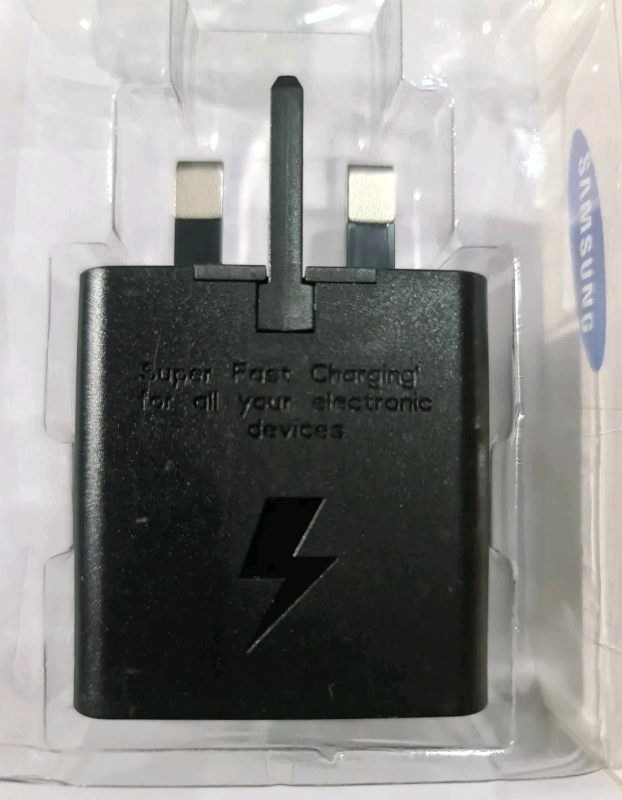 Super Fast Charging!
for all your electronic
devices
SAMSUNG